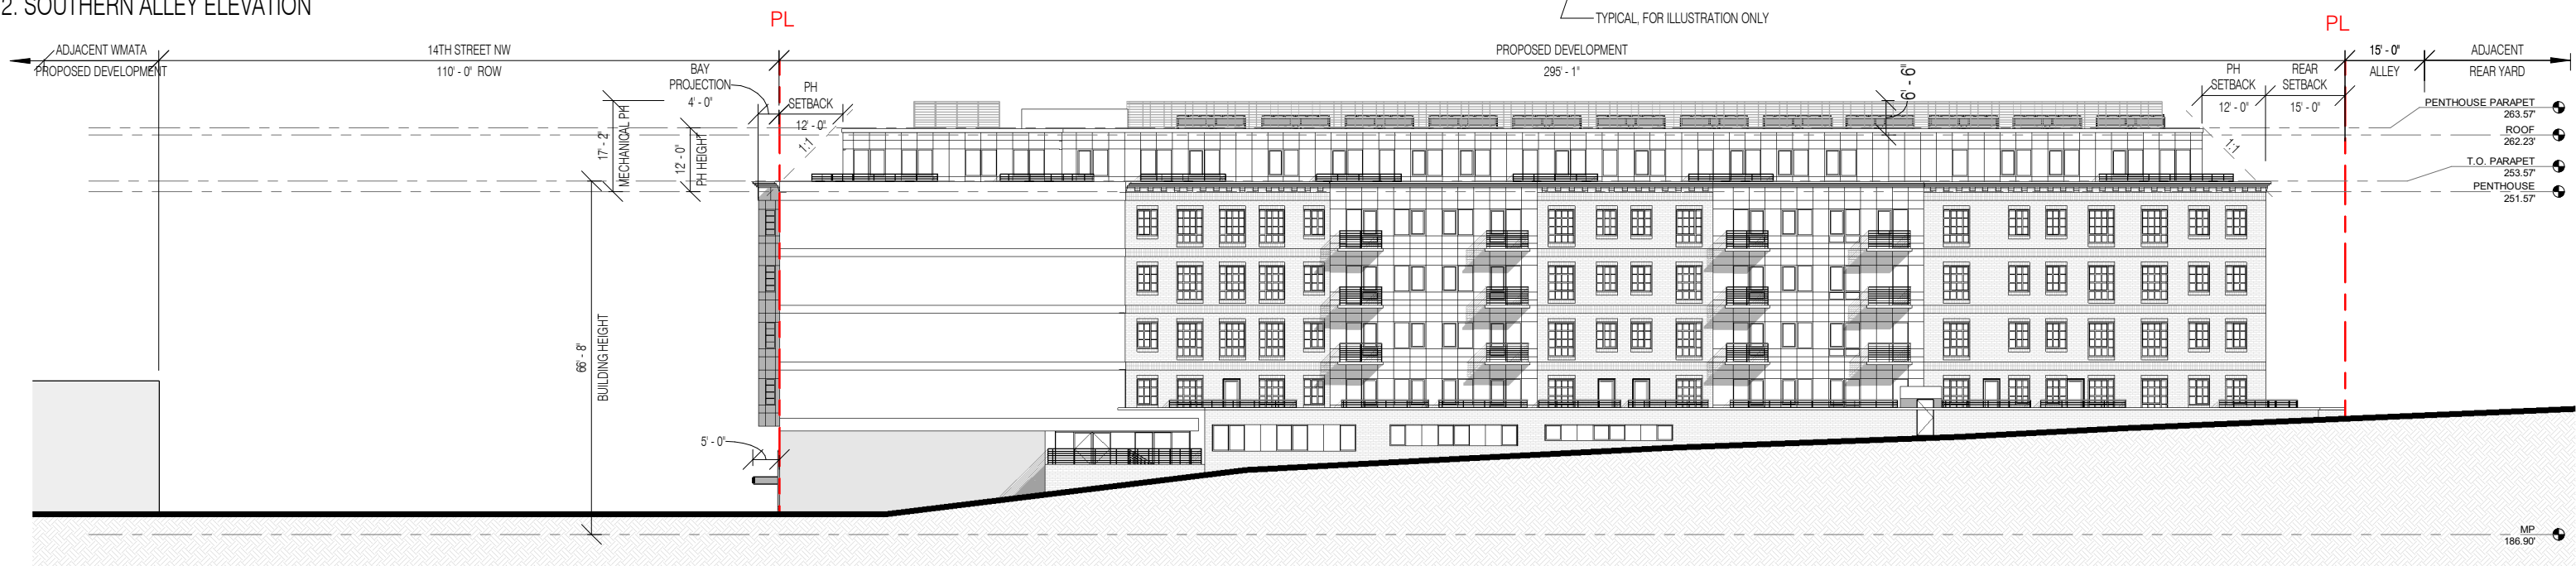 2. SOUTHERN ALLEY ELEVATION
TYPICAL, FOR ILLUSTRATION ONLY
PL
PL
ADJACENT WMATA
PROPOSED DEVELOPMENT
14TH STREET NW
110' - 0" ROW
PROPOSED DEVELOPMENT
295' - 1"
15' - 0"
ALLEY
ADJACENT
REAR YARD
BAY
PROJECTION
4' - 0"
PH
SETBACK
12' - 0"
1:1
17' - 2"
MECHANICAL PH
12' - 0"
PH HEIGHT
6' - 6"
PH
SETBACK
12' - 0"
REAR
SETBACK
15' - 0"
1:1
PENTHOUSE PARAPET
263.57'
ROOF
262.23'
T.O. PARAPET
253.57'
PENTHOUSE
251.57'
66' - 8"
BUILDING HEIGHT
5' - 0"
MP
186.90'